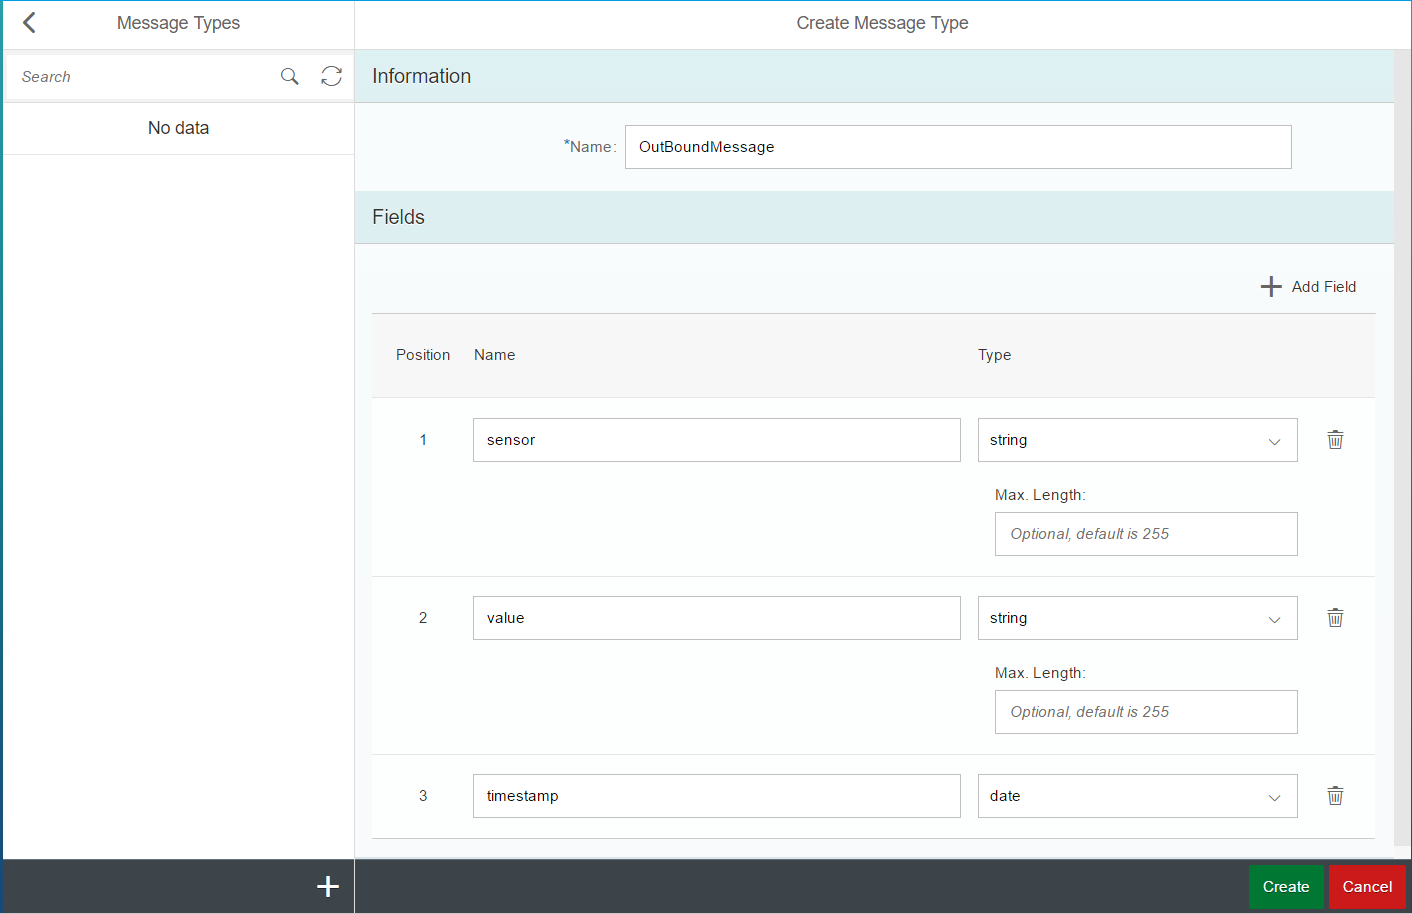 Message Types
Create Message Type
Search
No data
Information
*Name:
OutBoundMessage
Fields
Add Field
Position Name Type
1 sensor string
Max. Length:
Optional, default is 255
2 value string
Max. Length:
Optional, default is 255
3 timestamp date
Create Cancel